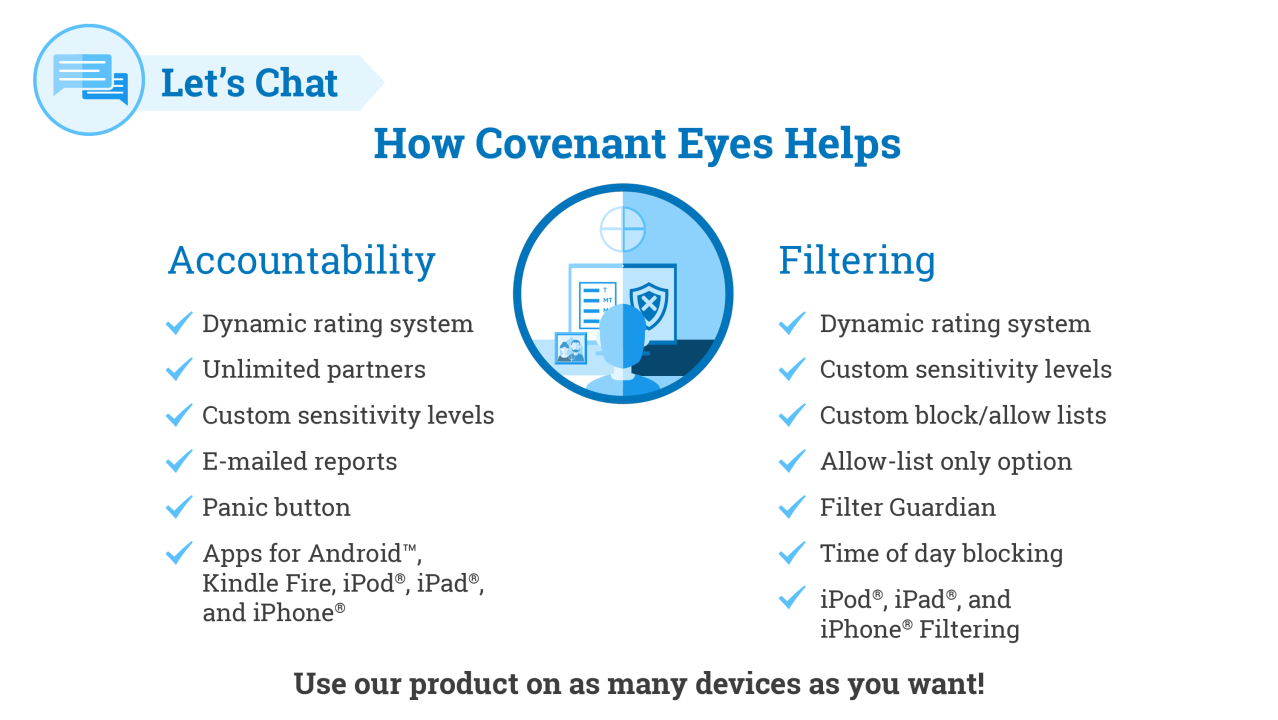 Let's Chat
How Covenant Eyes Helps
Accountability
Dynamic rating system
Unlimited partners
Custom sensitivity levels
E-mailed reports
Panic button
Apps for Android™,
Kindle Fire, iPod®, iPad®,
and iPhone®
T
MT
Filtering
Dynamic rating system
Custom sensitivity levels
Custom block/allow lists
Allow-list only option
Filter Guardian
Time of day blocking
iPod®, iPad®, and
iPhone® Filtering
Use our product on as many devices as you want!